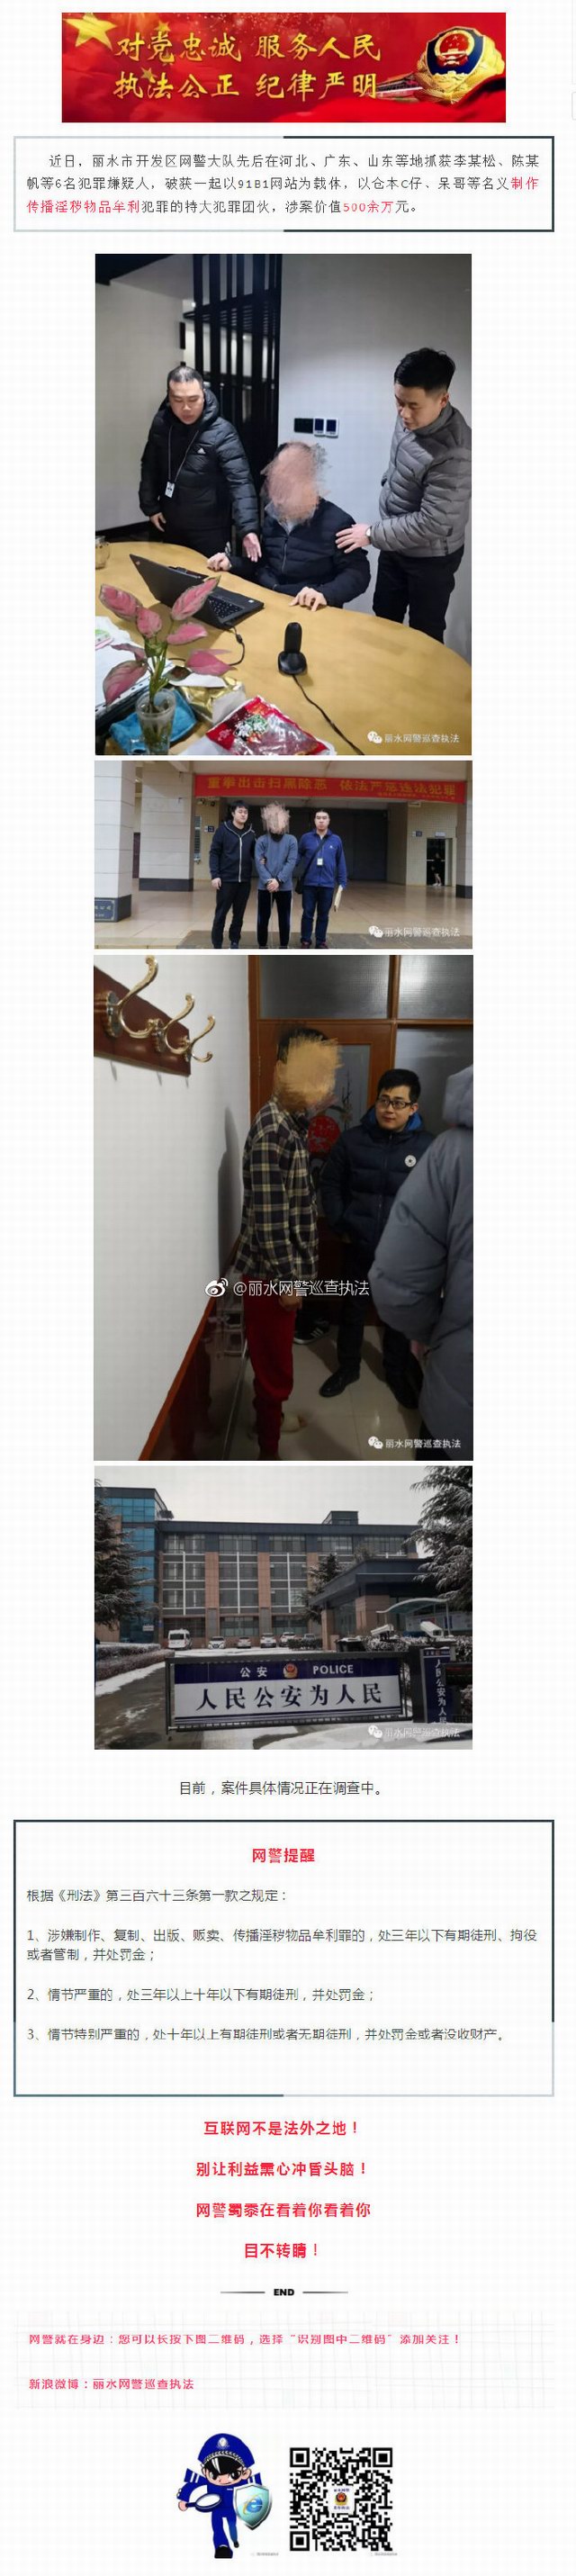 对党忠诚 服务人民
执法公正 纪律严明
近日，丽水市开发区网警大队先后在河北、广东、山东等地抓获李某松、陈某
帆等6名犯罪嫌疑人，破获一起以91B1网站为载体，以仓本C仔、呆哥等名义制作
传播淫秽物品牟利犯罪的特大犯罪团伙，涉案价值500余万元。
丽水网警巡查执法
重拳出击扫黑除恶 依法严惩违法犯罪
丽水网警巡查执法
@丽水网警巡查执法
丽水网警巡查执法
公安 POLICE
人民公安为人民
人民公安为人民
丽水网警巡查执法
目前，案件具体情况正在调查中。
网警提醒
根据《刑法》第三百六十三条第一款之规定：
1、涉嫌制作、复制、出版、贩卖、传播淫秽物品牟利罪的，处三年以下有期徒刑、拘役
或者管制，并处罚金；
2、情节严重的，处三年以上十年以下有期徒刑，并处罚金；
3、情节特别严重的，处十年以上有期徒刑或者无期徒刑，并处罚金或者没收财产。
互联网不是法外之地！
别让利益熏心冲昏头脑！
网警蜀黍在看着你看着你
目不转睛！
END
网警就在身边：您可以长按下图二维码，选择“识别图中二维码”添加关注！
新浪微博：丽水网警巡查执法